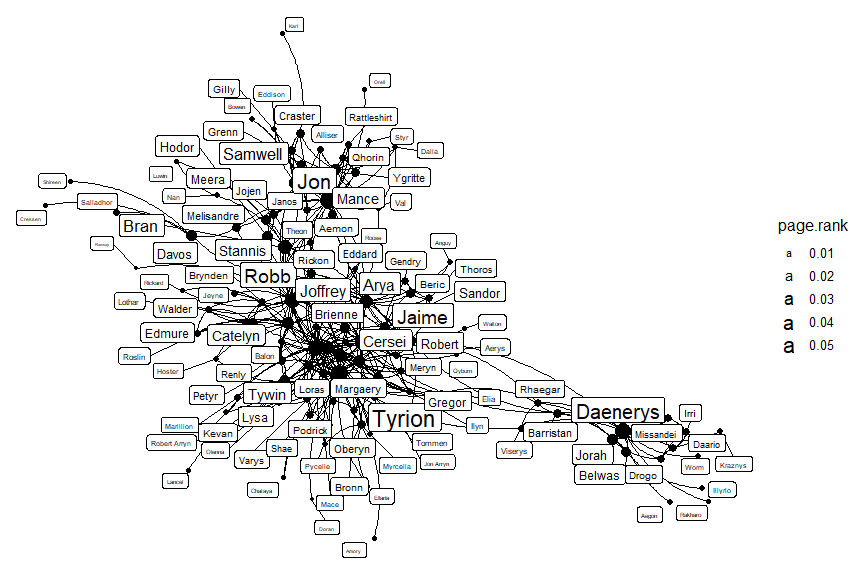 Karl
Orell
Gilly
Eddison
Bowen
Craster
Rattleshirt
Grenn
Alliser
Styr
Hodor
Samwell
Qhorin
Dalla
Luwin
Meera
Jon
Ygritte
Shireen
Jojen
Mance
Nan
Janos
Val
Salladhor
Melisandre
Cressen
Bran
Theon
Aemon
Roose
Ramsay
Davos
Stannis
Eddard
Anguy
Rickon
Gendry
Thoros
Brynden
Robb
Rickard
Joffrey
Arya
Beric
Sandor
Jeyne
Lothar
Walder
Brienne
Jaime
Walton
Edmure
Catelyn
Cersei
Robert
Aerys
Roslin
Balon
Hoster
Renly
Meryn
Qyburn
Petyr
Tywin
Loras
Margaery
Rhaegar
Gregor
Elia
Daenerys
Irri
Lysa
Tyrion
Marillion
Kevan
Podrick
Illyn
Barristan
Missandei
Robert Arryn
Olenna
Shae
Oberyn
Tommen
Viserys
Daario
Varys
Pycelle
Myrcella
Jon Arryn
Jorah
Worm
Kraznys
Lancel
Belwas
Drogo
Chataya
Bronn
Illyrio
Mace
Ellaria
Aegon
Rakharo
Doran
Amory
page.rank
a 0.01
a 0.02
a 0.03
a 0.04
a 0.05